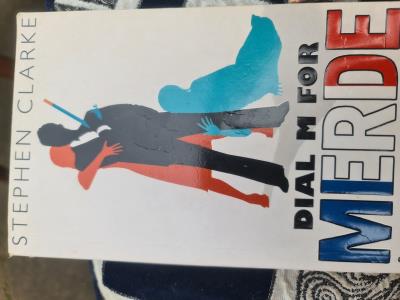 STEPHEN CLARKE
DIAL M FOR
MERDE